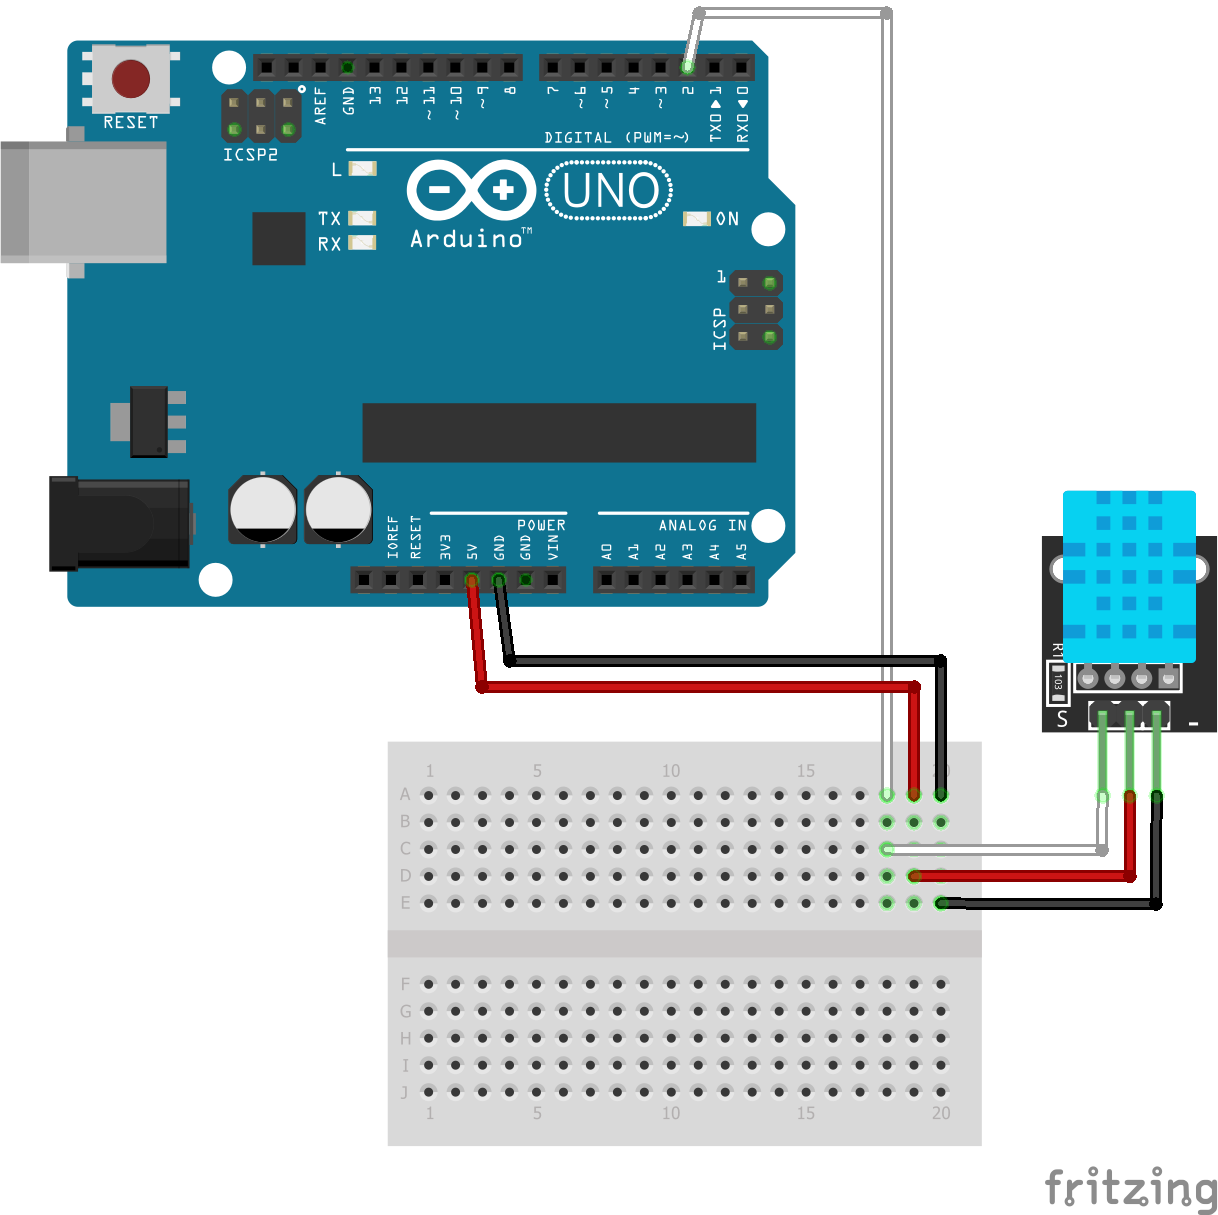 RESET
ICSP2
AREF
GND
13
12
~11
~10
~9
8
7
~6
~5
4
~3
2
TX0▶1
RX0◀0
DIGITAL (PWM=~)
L
TX
RX
UNO
Arduino™
ON
1
ICSP
POWER
ANALOG IN
IOREF
RESET
3V3
5V
GND
GND
VIN
A0
A1
A2
A3
A4
A5
R1
103
S
-
1 5 10 15 20
A
B
C
D
E
F
G
H
I
J
1 5 10 15 20
fritzing